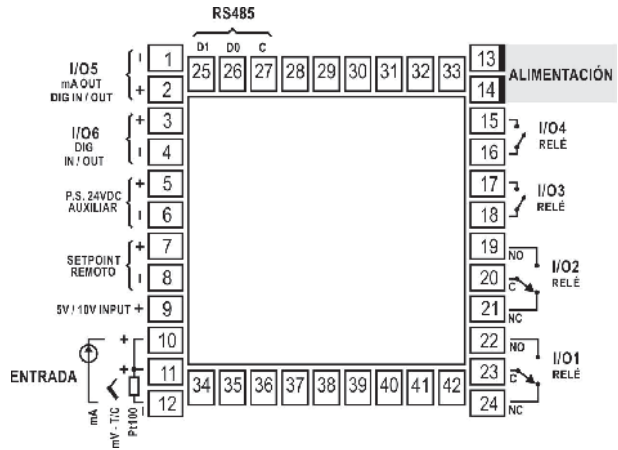 RS485
D1 D0 C
I/O5
mA OUT
DIG IN / OUT
I/O6
DIG
IN / OUT
P.S. 24VDC
AUXILIAR
SETPOINT
REMOTO
5V / 10V INPUT +
ENTRADA
mA
mV - T/C
Pt100
- 1
+ 2
+ 3
- 4
+ 5
- 6
+ 7
- 8
9
+ 10
+ 11
- 12
25 26 27 28 29 30 31 32 33
34 35 36 37 38 39 40 41 42
13
14
ALIMENTACIÓN
15
16
I/O4
RELÉ
17
18
I/O3
RELÉ
19 NO
20 C
21 NC
I/O2
RELÉ
22 NO
23 C
24 NC
I/O1
RELÉ